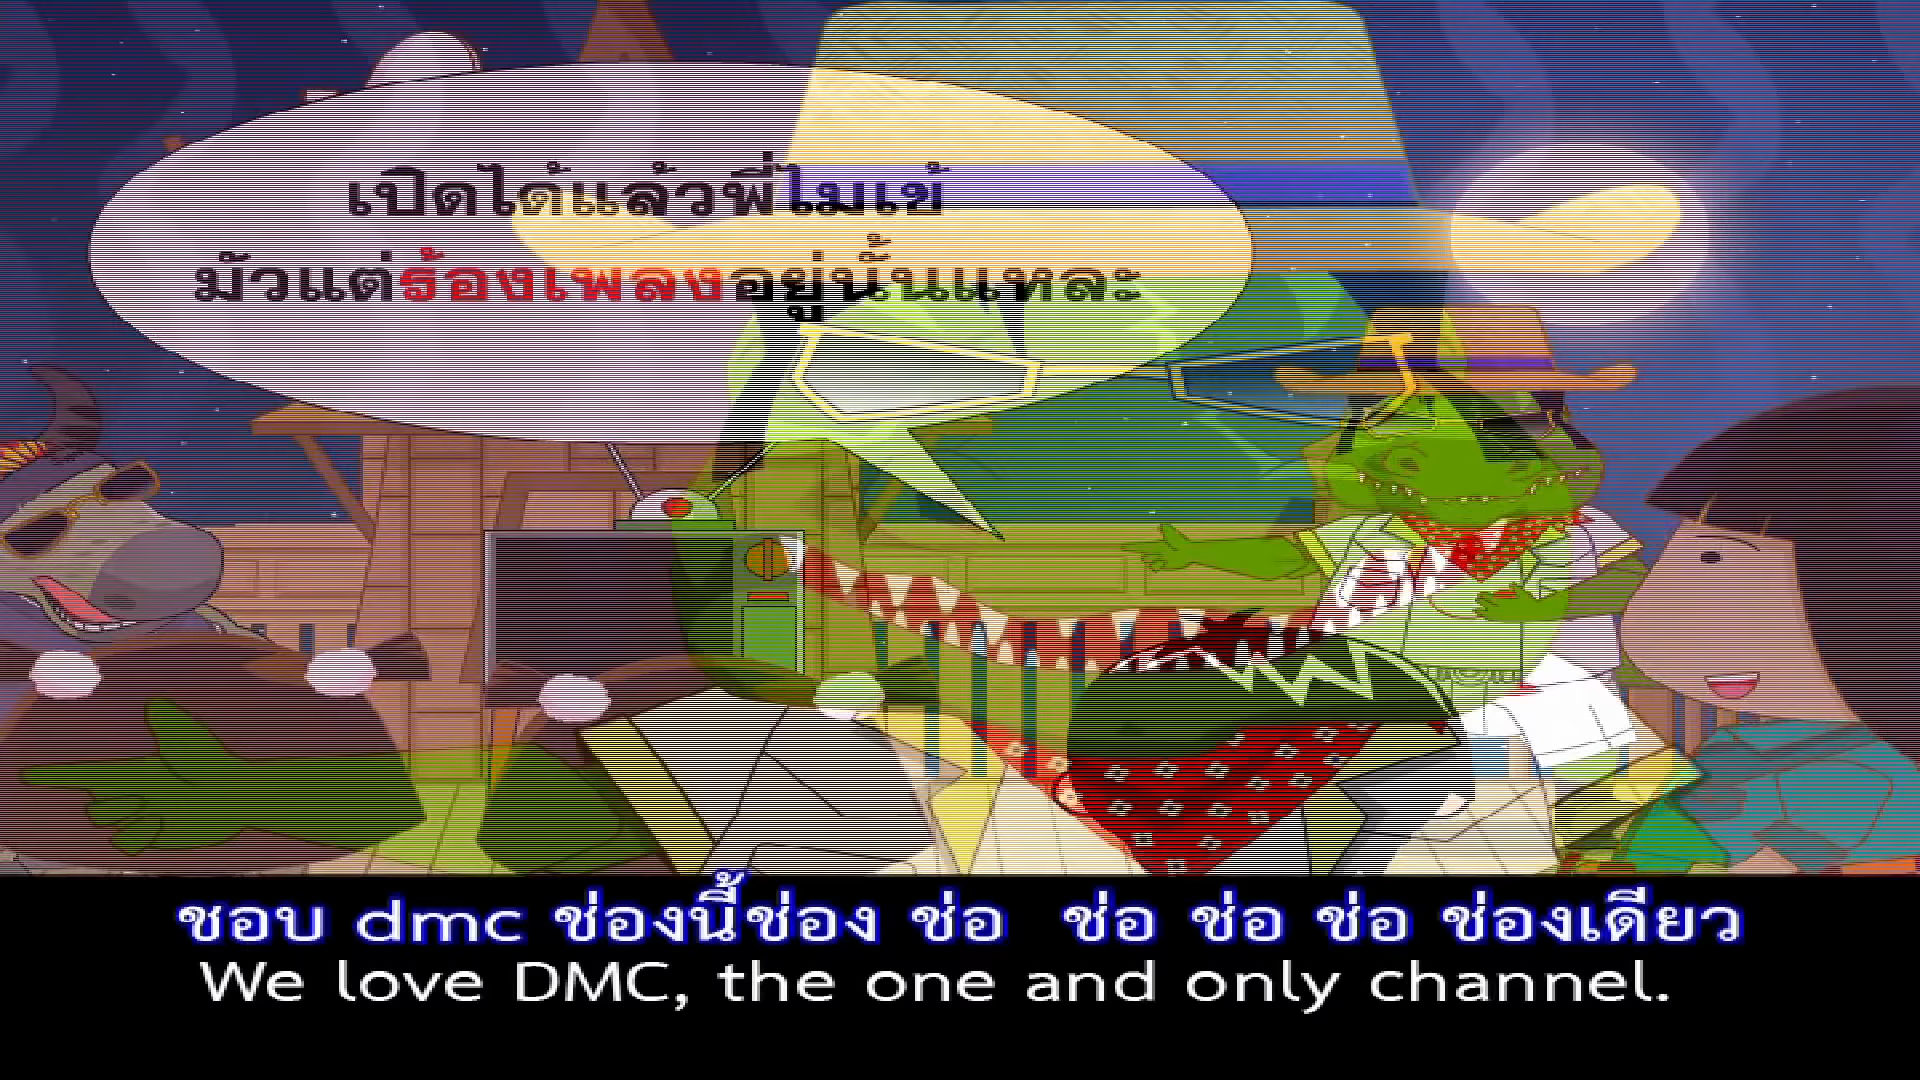 เปิดได้แล้วพี่ไมเข้
มัวแต่ร้องเพลงอยู่นั้นแหละ
ชอบ dmc ช่องนี้ช่อง ช่อ ช่อ ช่อ ช่อ ช่องเดียว
We love DMC, the one and only channel.